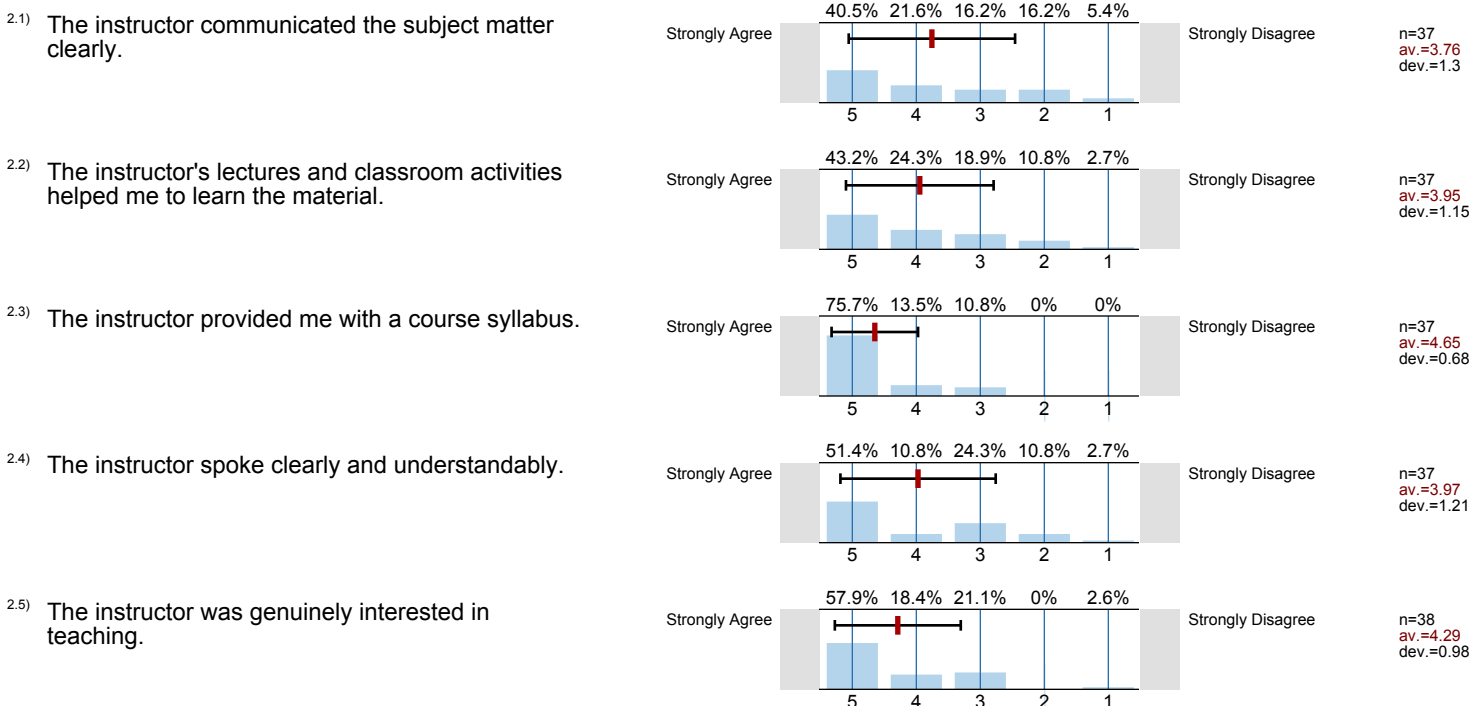 2.1) The instructor communicated the subject matter
clearly.
40.5% 21.6% 16.2% 16.2% 5.4%
Strongly Agree
Strongly Disagree
n=37
av.=3.76
dev.=1.3
5 4 3 2 1
2.2) The instructor's lectures and classroom activities
helped me to learn the material.
43.2% 24.3% 18.9% 10.8% 2.7%
Strongly Agree
Strongly Disagree
n=37
av.=3.95
dev.=1.15
5 4 3 2 1
2.3) The instructor provided me with a course syllabus.
75.7% 13.5% 10.8% 0% 0%
Strongly Agree
Strongly Disagree
n=37
av.=4.65
dev.=0.68
5 4 3 2 1
2.4) The instructor spoke clearly and understandably.
51.4% 10.8% 24.3% 10.8% 2.7%
Strongly Agree
Strongly Disagree
n=37
av.=3.97
dev.=1.21
5 4 3 2 1
2.5) The instructor was genuinely interested in
teaching.
57.9% 18.4% 21.1% 0% 2.6%
Strongly Agree
Strongly Disagree
n=38
av.=4.29
dev.=0.98
5 4 3 2 1